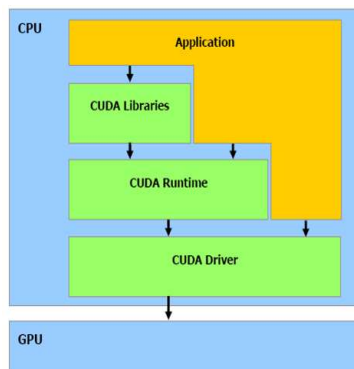 CPU
Application
CUDA Libraries
CUDA Runtime
CUDA Driver
GPU